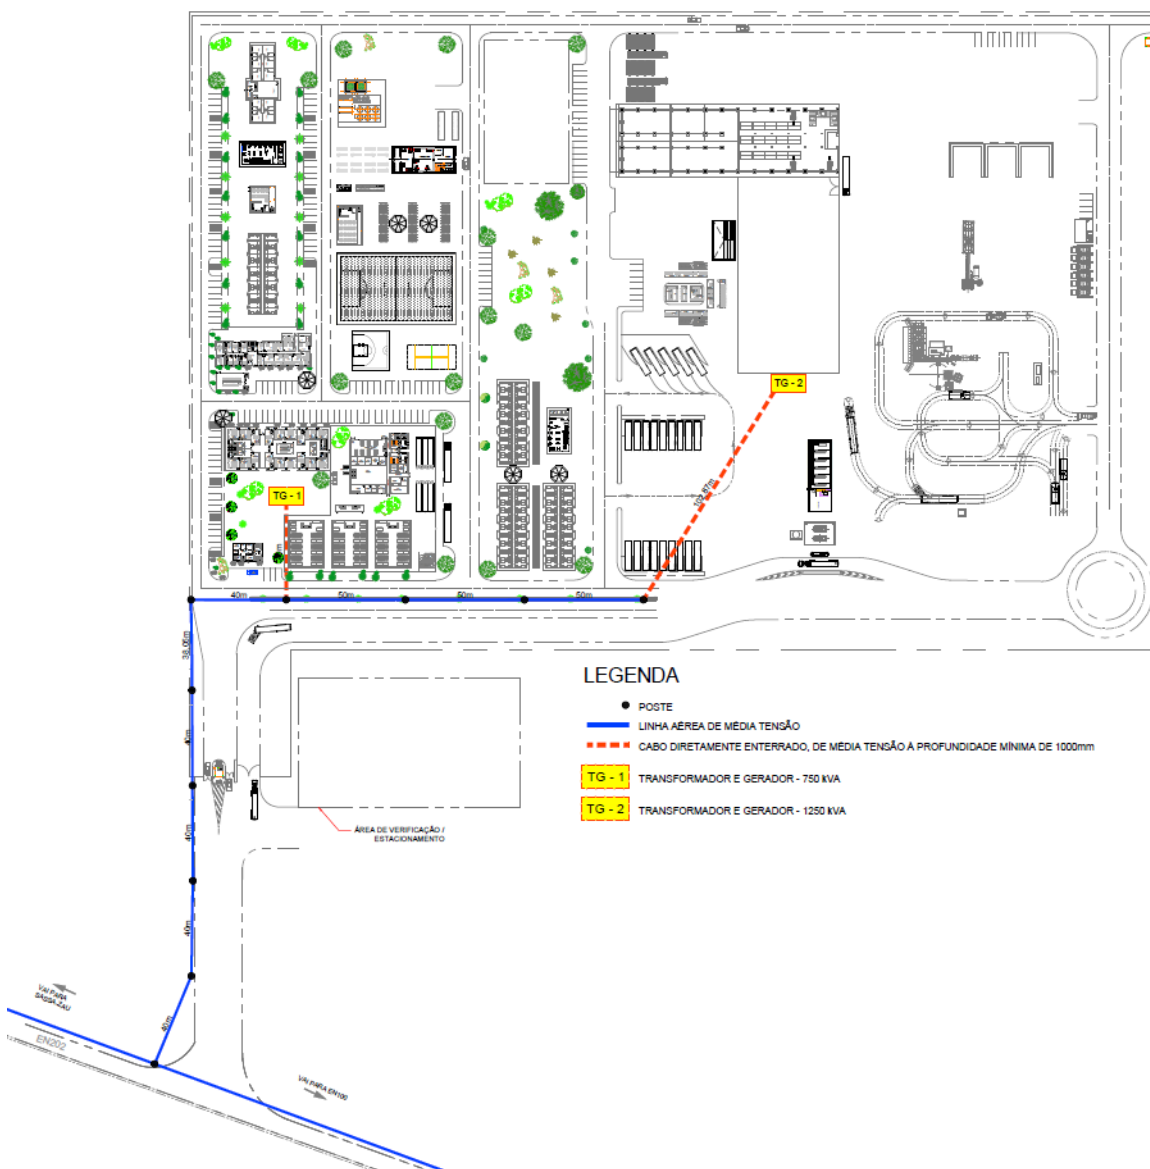 TG - 2
TG - 1
102.87m
40m
50m
50m
50m
38.06m
40m
40m
40m
40m
LEGENDA
POSTE
LINHA AÉREA DE MÉDIA TENSÃO
CABO DIRETAMENTE ENTERRADO, DE MÉDIA TENSÃO À PROFUNDIDADE MÍNIMA DE 1000mm
TG - 1 TRANSFORMADOR E GERADOR - 750 kVA
TG - 2 TRANSFORMADOR E GERADOR - 1250 kVA
ÁREA DE VERIFICAÇÃO /
ESTACIONAMENTO
VAI PARA
SASSA-ZAU
EN202
VAI PARA EN100